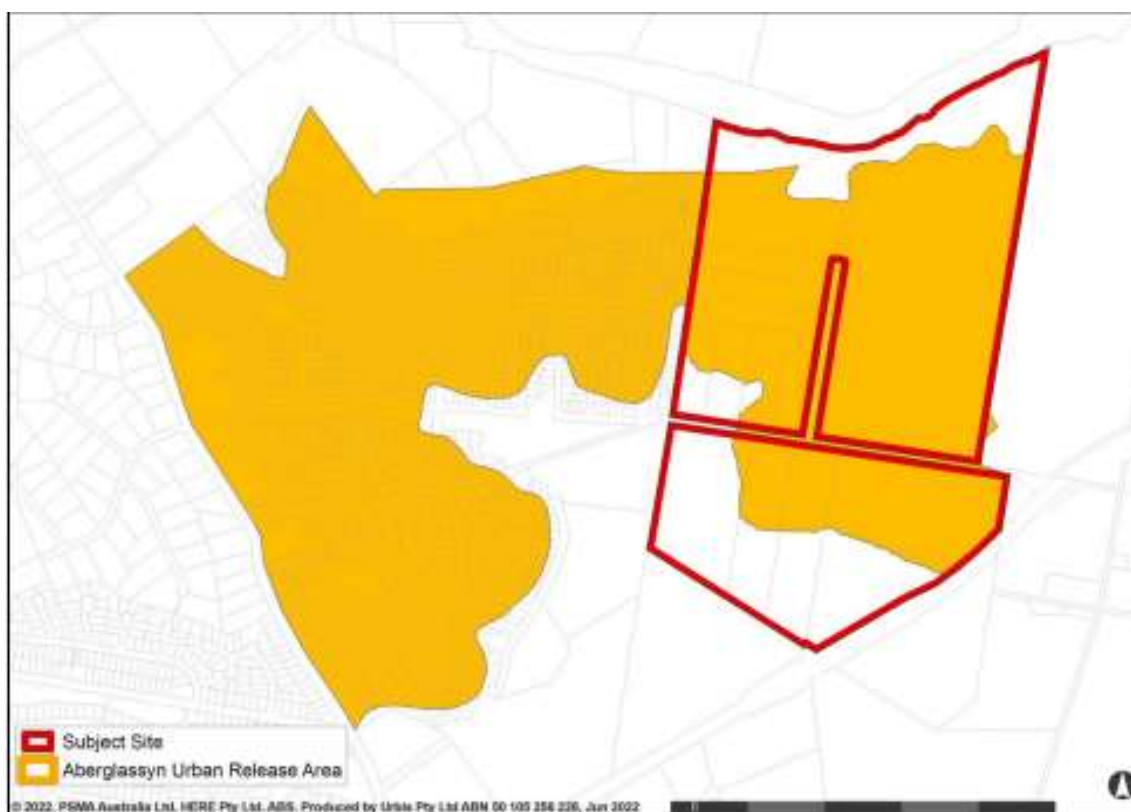 Subject Site
Aberglassyn Urban Release Area
© 2022. PSMA Australia Ltd, HERE Pty Ltd. ABS. Produced by Urbis Pty Ltd ABN 50 105 256 228, Jun 2022